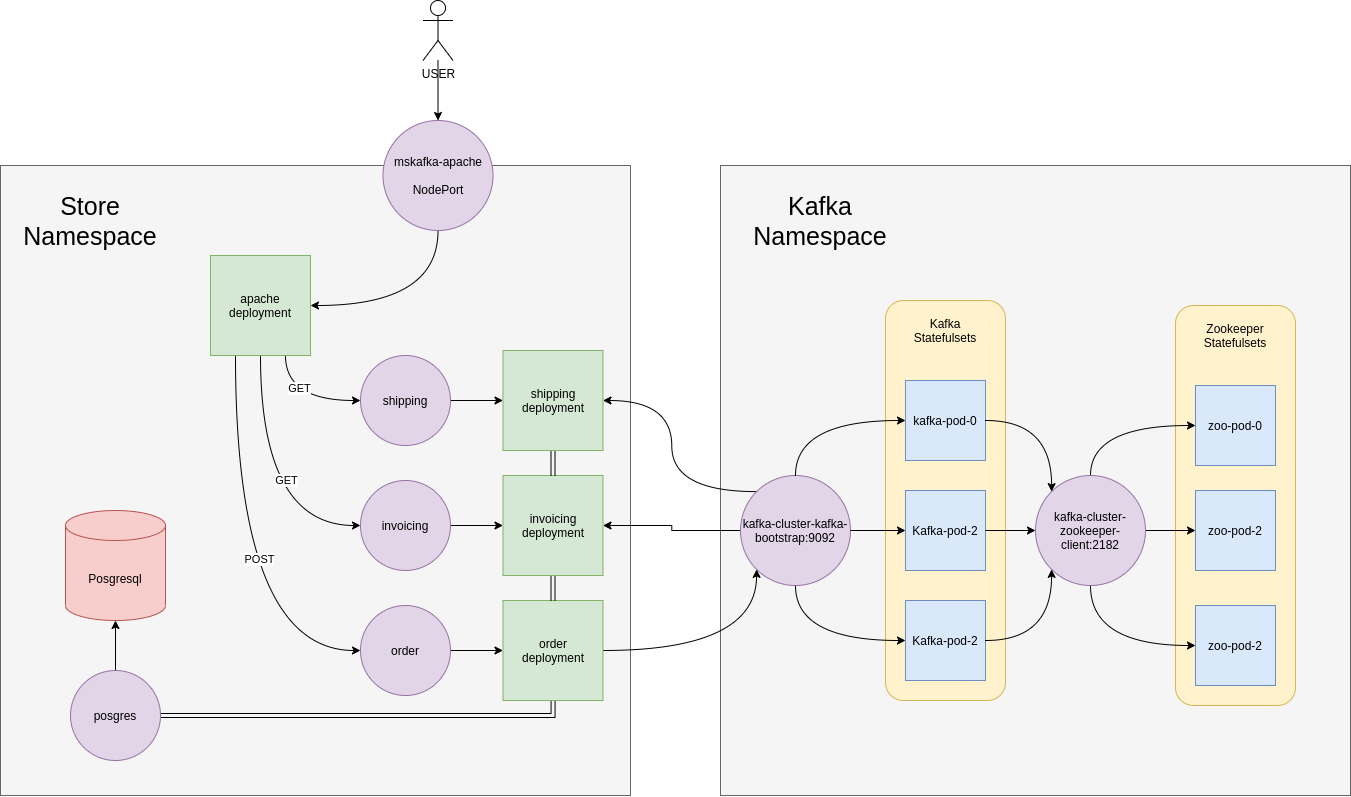 USER
mskafka-apache
NodePort
Store
Namespace
Kafka
Namespace
apache
deployment
Kafka
Statefulsets
Zookeeper
Statefulsets
GET
shipping
shipping
deployment
kafka-pod-0
zoo-pod-0
GET
invoicing
invoicing
deployment
kafka-cluster-kafka-
bootstrap:9092
Kafka-pod-2
kafka-cluster-
zookeeper-
client:2182
zoo-pod-2
POST
Posgresql
order
order
deployment
Kafka-pod-2
zoo-pod-2
posgres